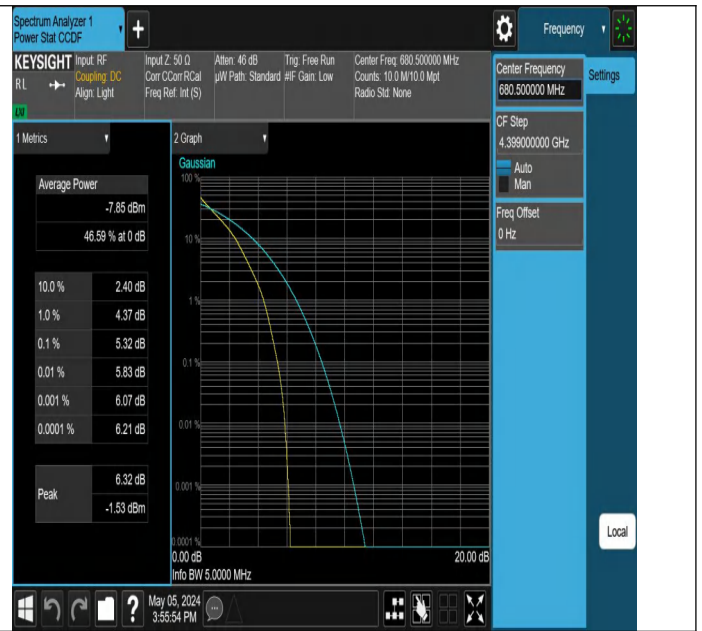 Spectrum Analyzer 1
Power Stat CCDF
+
Frequency
KEYSIGHT
RL
LXI
Input: RF
Coupling: DC
Align: Light
Input Z: 50 Ω
Corr CCorr RCal
Freq Ref: Int (S)
Atten: 46 dB
µW Path: Standard
Trig: Free Run
#IF Gain: Low
Center Freq: 680.500000 MHz
Counts: 10.0 M/10.0 Mpt
Radio Std: None
Center Frequency
680.500000 MHz
Settings
CF Step
4.399000000 GHz
Auto
Man
Freq Offset
0 Hz
Local
1 Metrics
Average Power
-7.85 dBm
46.59 % at 0 dB
10.0 % 2.40 dB
1.0 % 4.37 dB
0.1 % 5.32 dB
0.01 % 5.83 dB
0.001 % 6.07 dB
0.0001 % 6.21 dB
Peak
6.32 dB
-1.53 dBm
2 Graph
Gaussian
100 %
10 %
1 %
0.1 %
0.01 %
0.001 %
0.0001 %
0.00 dB 20.00 dB
Info BW 5.0000 MHz
?
May 05, 2024
3:55:54 PM